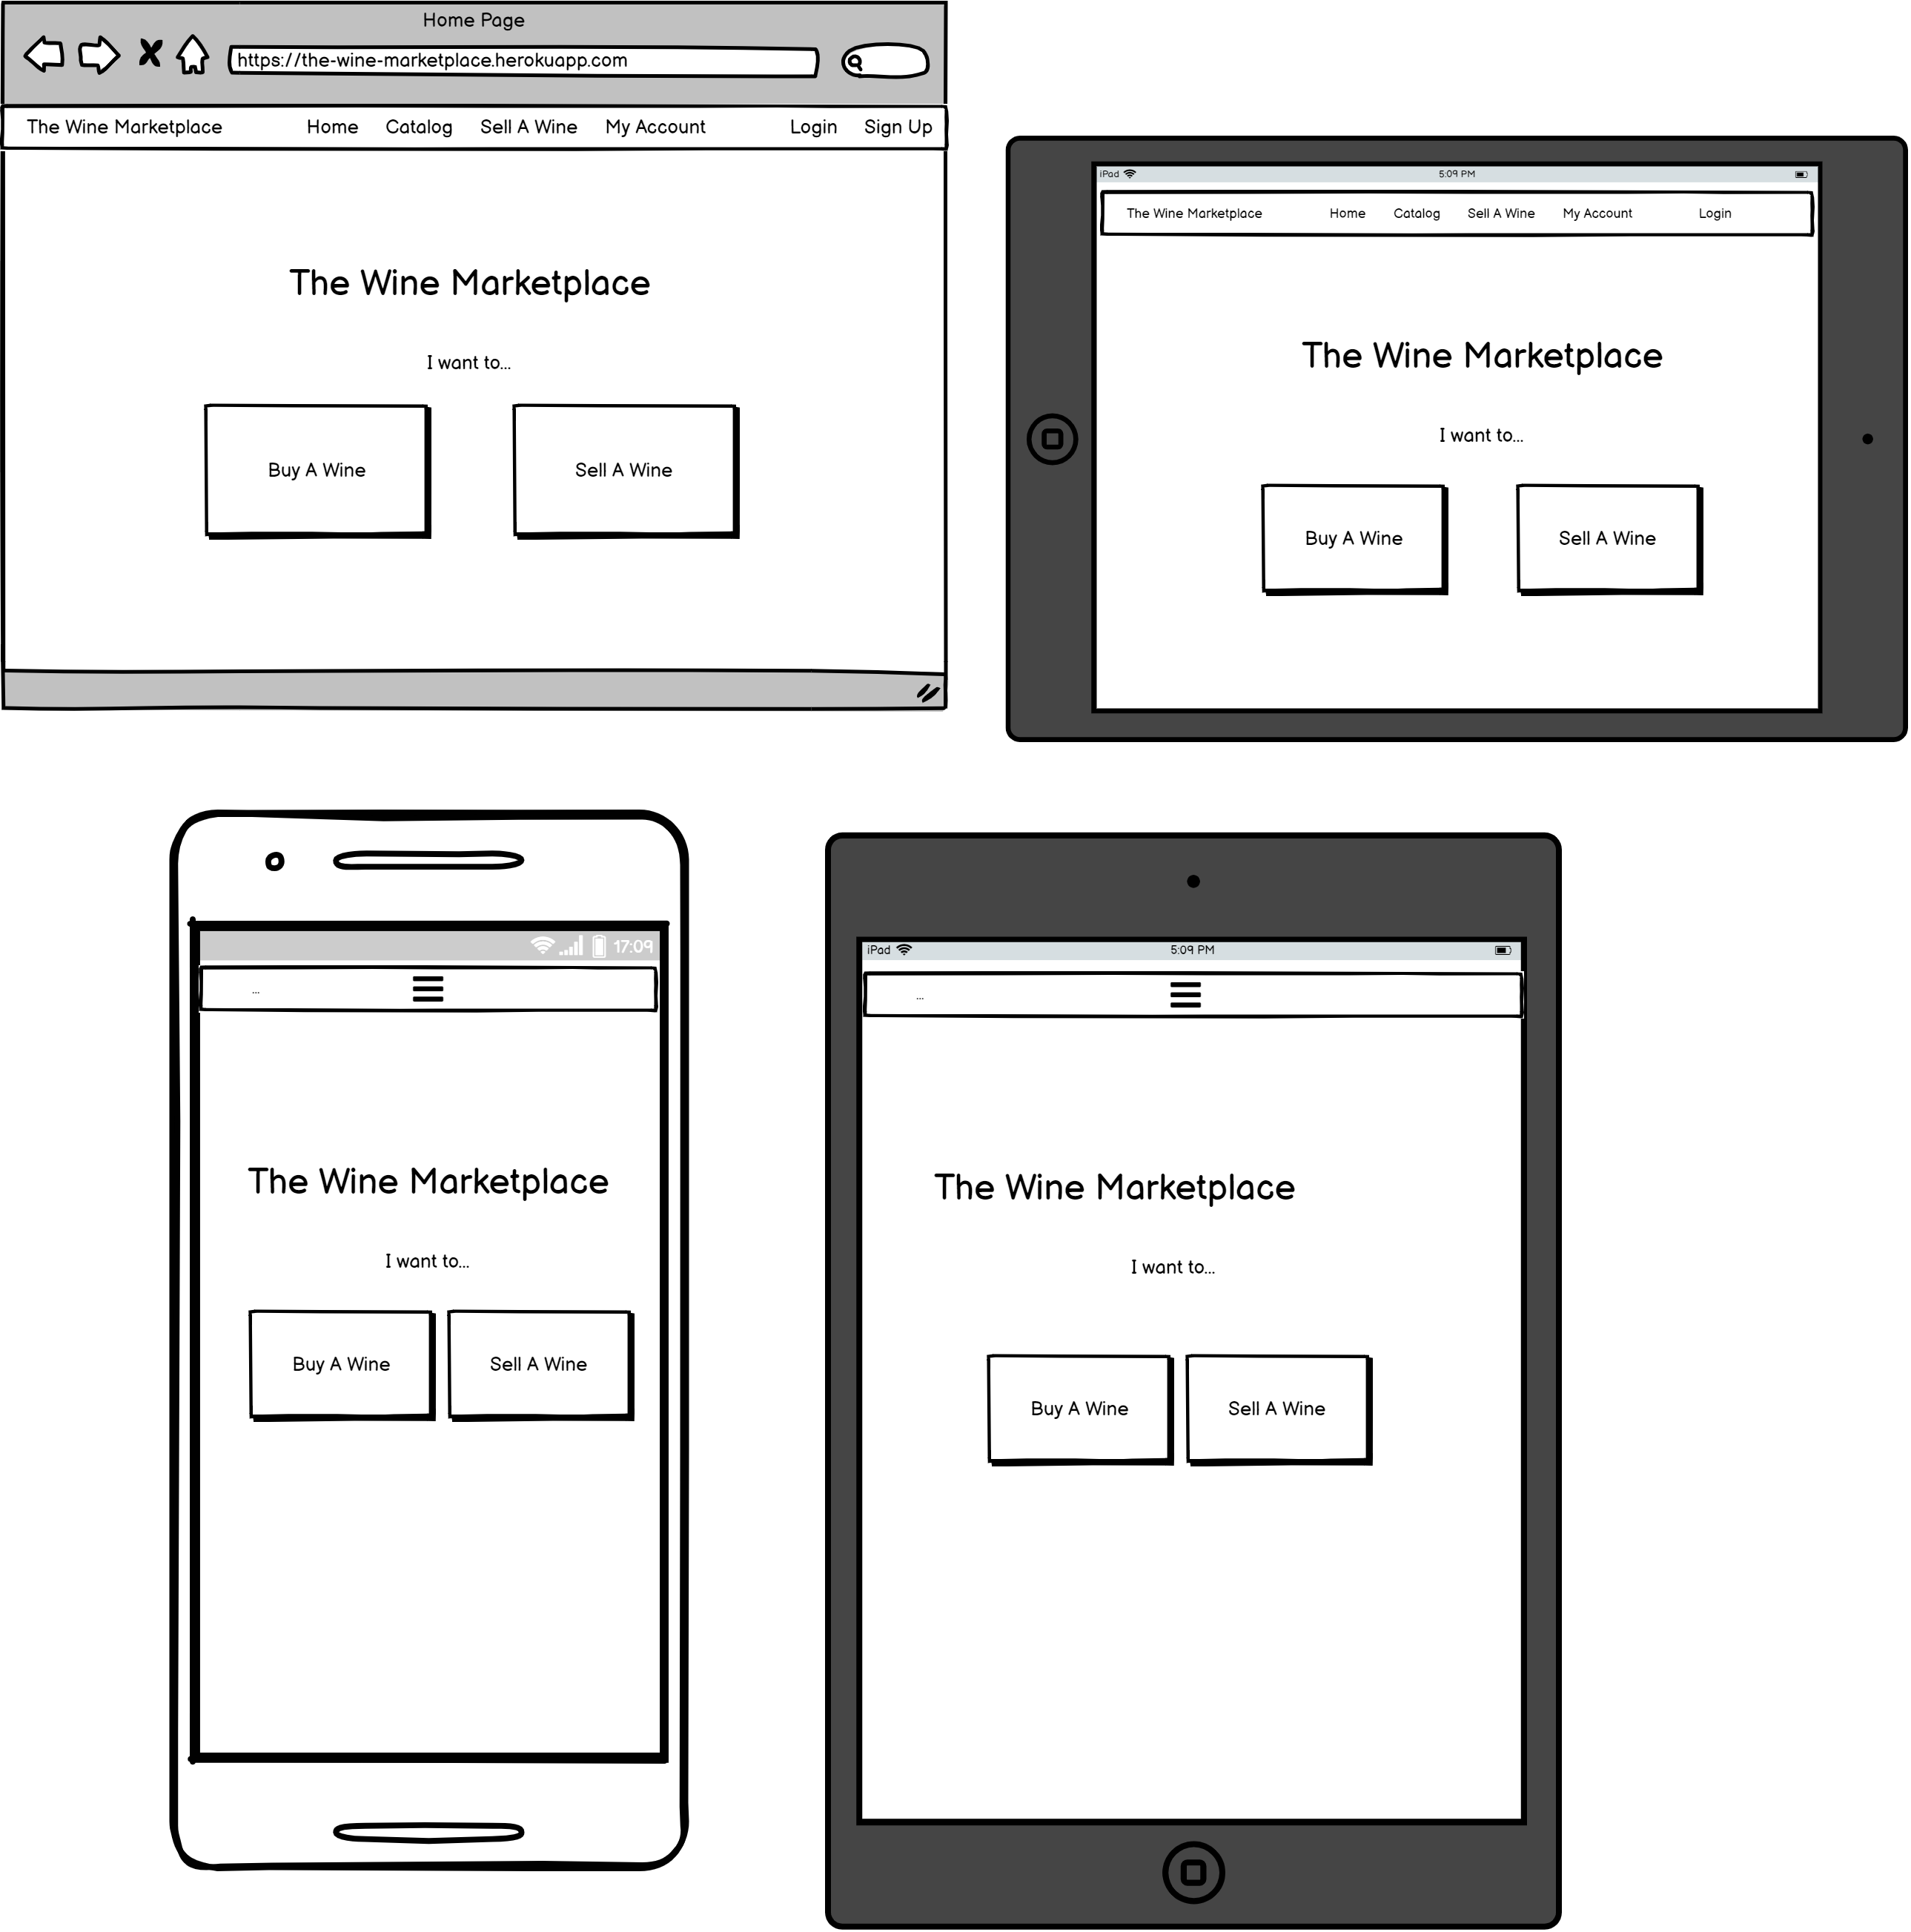 Home Page
https://the-wine-marketplace.herokuapp.com
The Wine Marketplace Home Catalog Sell A Wine My Account Login Sign Up
The Wine Marketplace
I want to...
Buy A Wine Sell A Wine
iPad 5:09 PM
The Wine Marketplace Home Catalog Sell A Wine My Account Login
The Wine Marketplace
I want to...
Buy A Wine Sell A Wine
17:09
...
The Wine Marketplace
I want to...
Buy A Wine Sell A Wine
iPad 5:09 PM
...
The Wine Marketplace
I want to...
Buy A Wine Sell A Wine